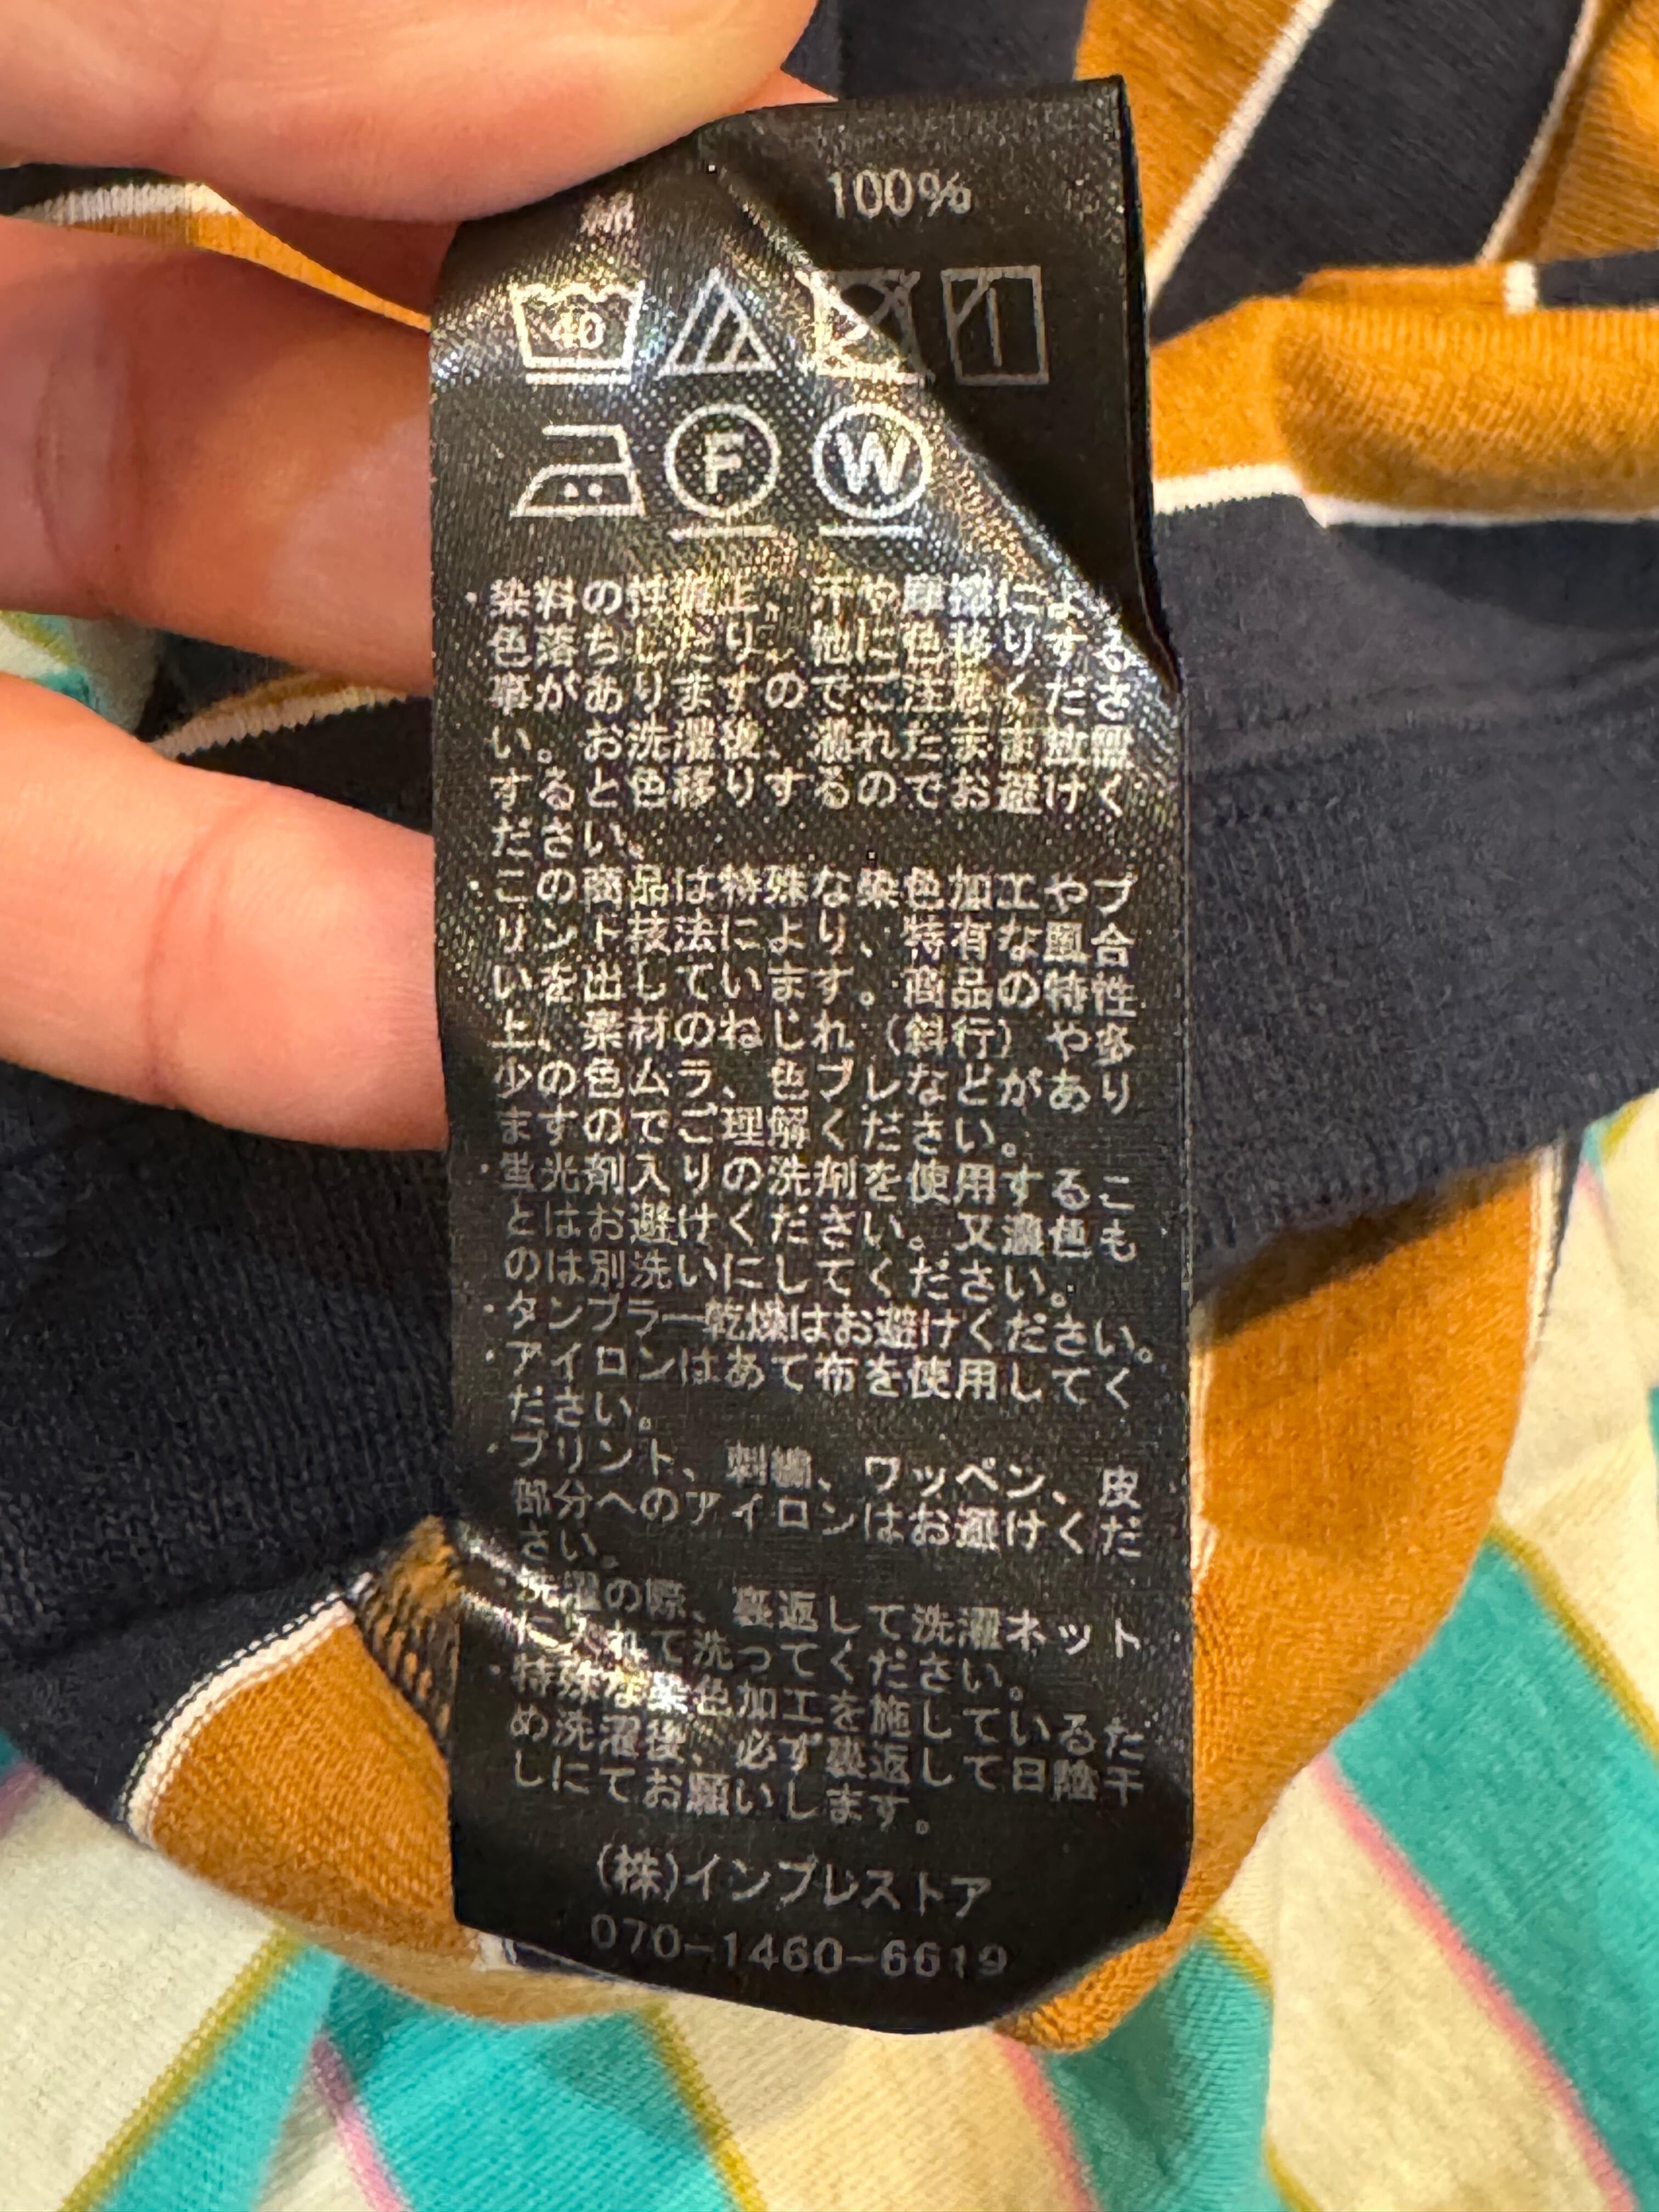 綿 100%
40
F W
・染料の性質上、汗や摩擦による
色落ちしたり、他に色移りする
事がありますのでご注意くださ
い。お洗濯後、濡れたまま放置く
すると色移りするのでお避けく
ださい。
この商品は特殊な染色加工やプ
リント技法により、特有な風合
いを出しています。商品の特性
上、素材のねじれ(斜行)や多
少の色ムラ、色ブレなどがあり
ますのでご理解ください。
・蛍光剤入りの洗剤を使用するこ
とはお避けください。又濃色も
のは別洗いにしてください。
・タンブラー乾燥はお避けください。
・アイロンはあて布を使用してく
ださい。
・プリント、刺繍、ワッペン、皮
部分へのアイロンはお避けくだ
さい。
・洗濯の際、裏返して洗濯ネット
に入れて洗ってください。
・特殊な染色加工を施しているた
め洗濯後、必ず裏返して日陰干
しにてお願いします。
(株)インプレストア
070-1460-6619